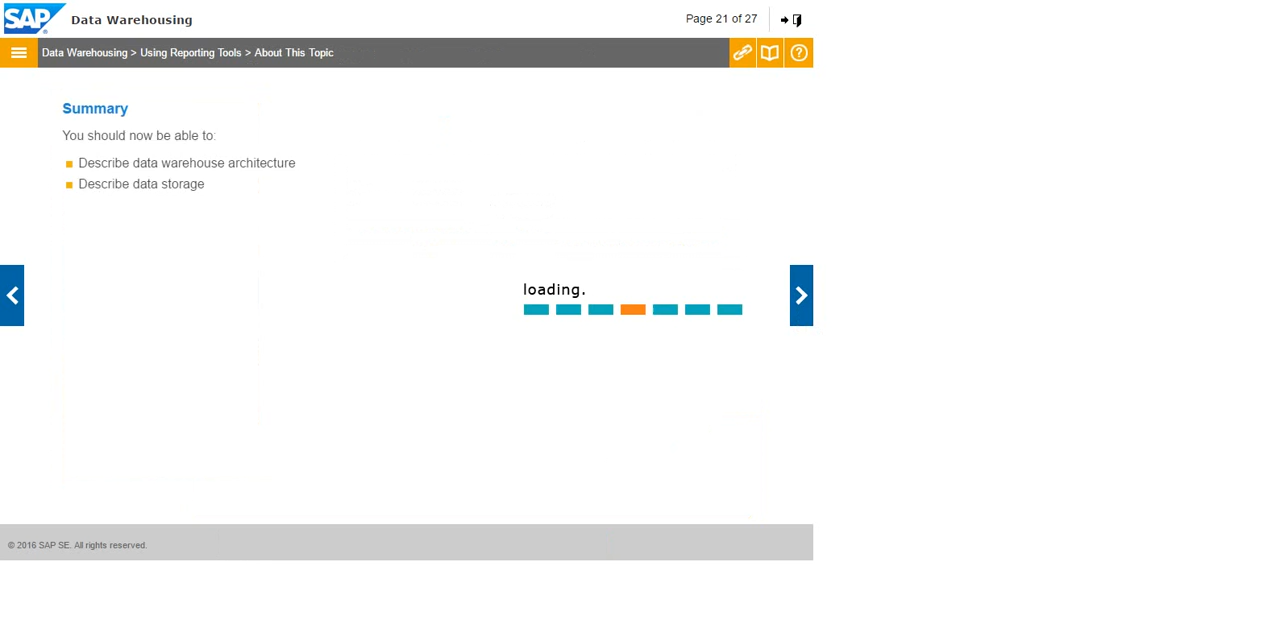 SAP Data Warehousing Page 21 of 27
Data Warehousing > Using Reporting Tools > About This Topic
Summary
You should now be able to:
Describe data warehouse architecture
Describe data storage
loading.
© 2016 SAP SE. All rights reserved.